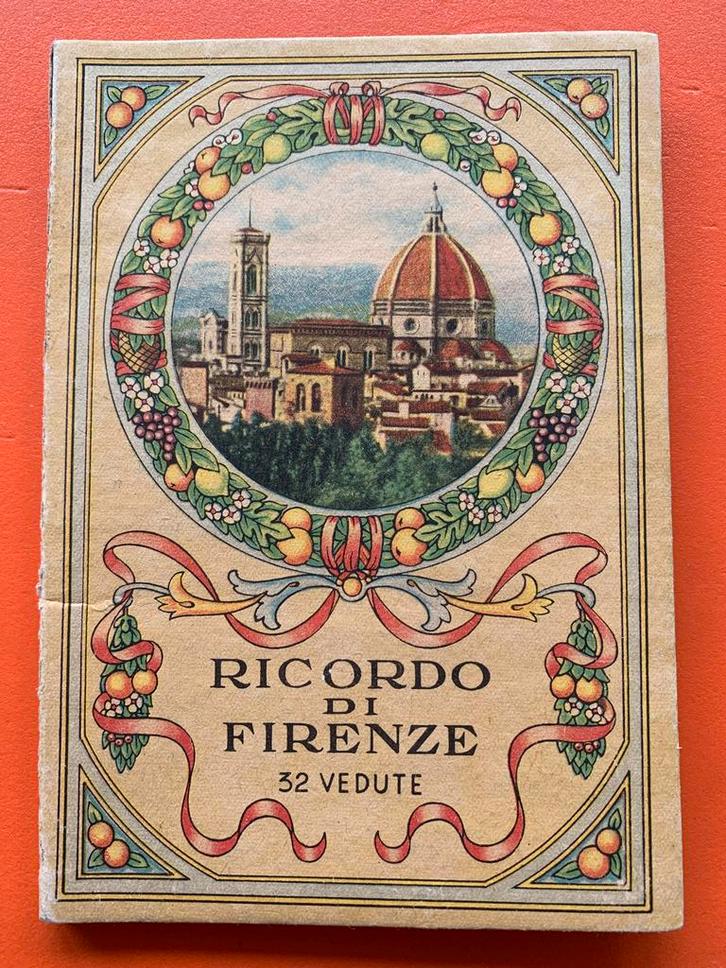 RICORDO
DI
FIRENZE
32 VEDUTE